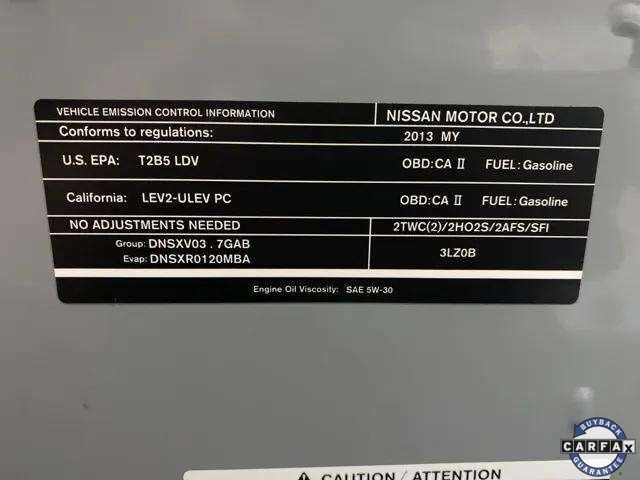 VEHICLE EMISSION CONTROL INFORMATION NISSAN MOTOR CO.,LTD
Conforms to regulations: 2013 MY
U.S. EPA: T2B5 LDV OBD:CA II FUEL: Gasoline
California: LEV2-ULEV PC OBD:CA II FUEL: Gasoline
NO ADJUSTMENTS NEEDED 2TWC(2)/2HO2S/2AFS/SFI
Group: DNSXV03.7GAB
Evap: DNSXR0120MBA
3LZ0B
Engine Oil Viscosity: SAE 5W-30
CAUTION / ATTENTION
BUYBACK
CARFAX
GUARANTEE